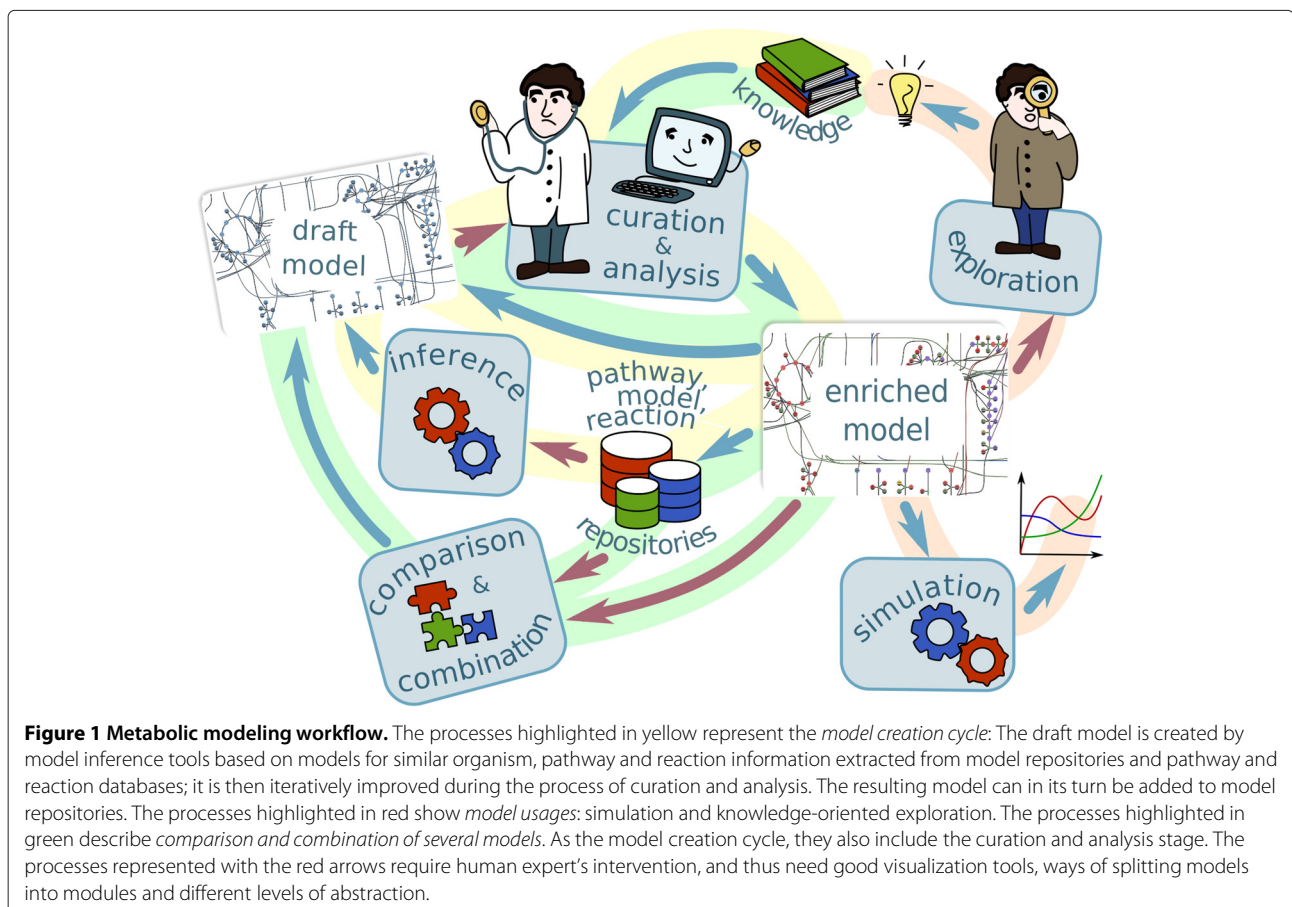 knowledge
draft
model
curation
&
analysis
exploration
inference
pathway,
model,
reaction
repositories
enriched
model
comparison
&
combination
simulation
Figure 1 Metabolic modeling workflow. The processes highlighted in yellow represent the model creation cycle: The draft model is created by
model inference tools based on models for similar organism, pathway and reaction information extracted from model repositories and pathway and
reaction databases; it is then iteratively improved during the process of curation and analysis. The resulting model can in its turn be added to model
repositories. The processes highlighted in red show model usages: simulation and knowledge-oriented exploration. The processes highlighted in
green describe comparison and combination of several models. As the model creation cycle, they also include the curation and analysis stage. The
processes represented with the red arrows require human expert's intervention, and thus need good visualization tools, ways of splitting models
into modules and different levels of abstraction.